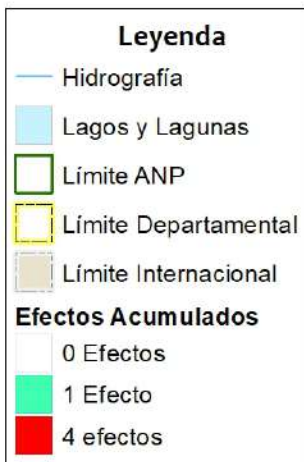 Leyenda
Hidrografía
Lagos y Lagunas
Límite ANP
Límite Departamental
Límite Internacional
Efectos Acumulados
0 Efectos
1 Efecto
4 efectos